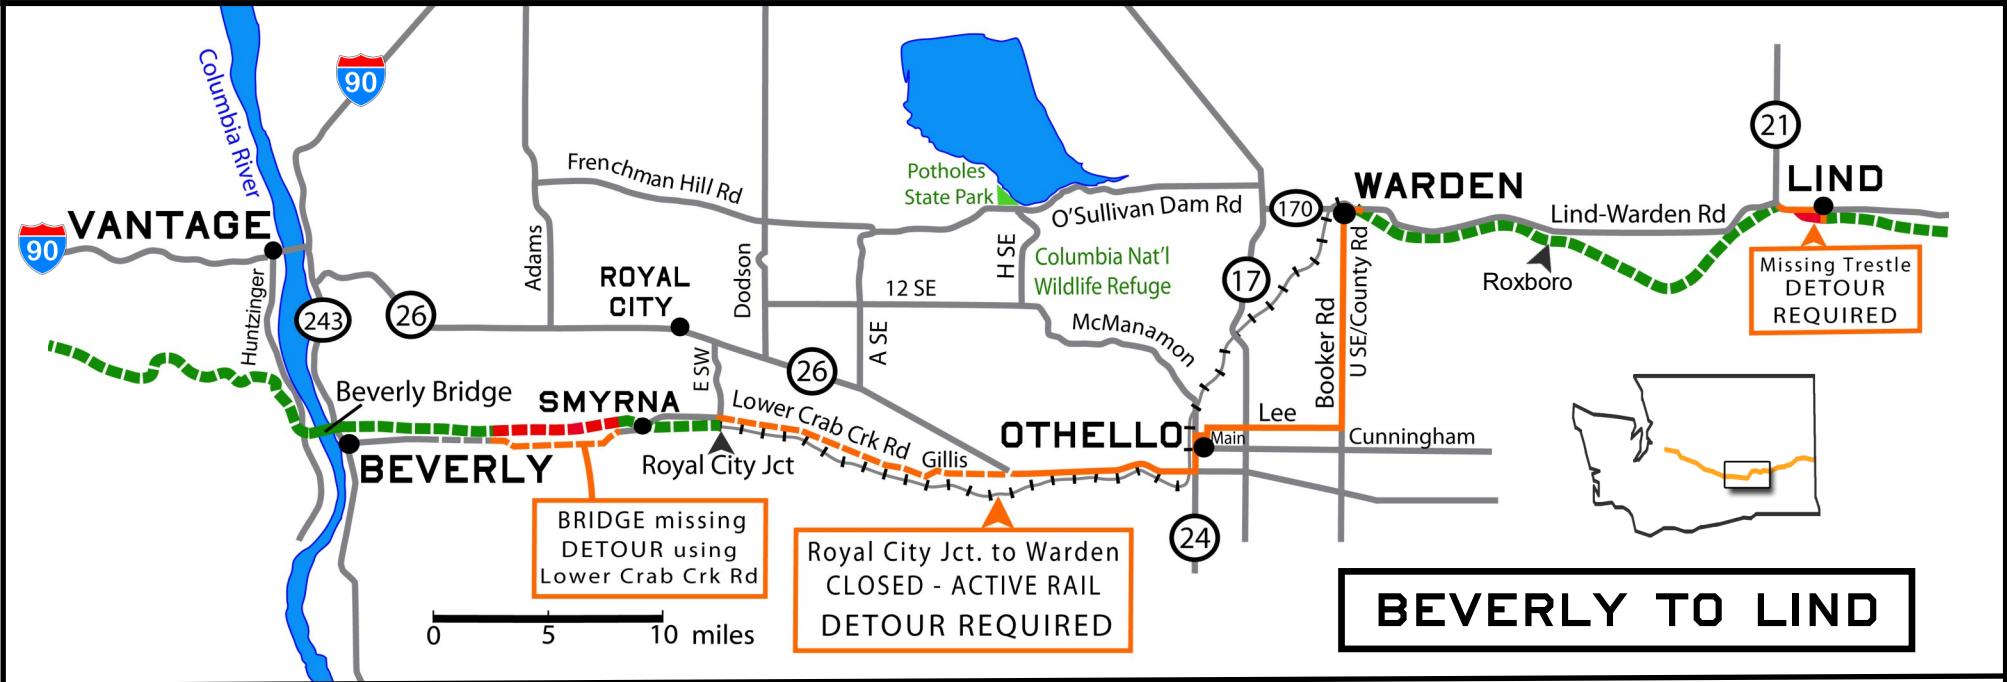 90
Columbia River
90
VANTAGE
Huntzinger
243
26
Beverly Bridge
BEVERLY
SMYRNA
Adams
Frenchman Hill Rd
ROYAL
CITY
Dodson
E SW
26
A SE
12 SE
Potholes
State Park
H SE
O'Sullivan Dam Rd
Columbia Nat'l
Wildlife Refuge
McManamon
Lower Crab Crk Rd
Gillis
Royal City Jct
OTHELLO
Main
Lee
Cunningham
17
170
24
Booker Rd
U SE/County Rd
WARDEN
Lind-Warden Rd
Roxboro
21
LIND
Missing Trestle
DETOUR
REQUIRED
BRIDGE missing
DETOUR using
Lower Crab Crk Rd
Royal City Jct. to Warden
CLOSED - ACTIVE RAIL
DETOUR REQUIRED
0 5 10 miles
BEVERLY TO LIND